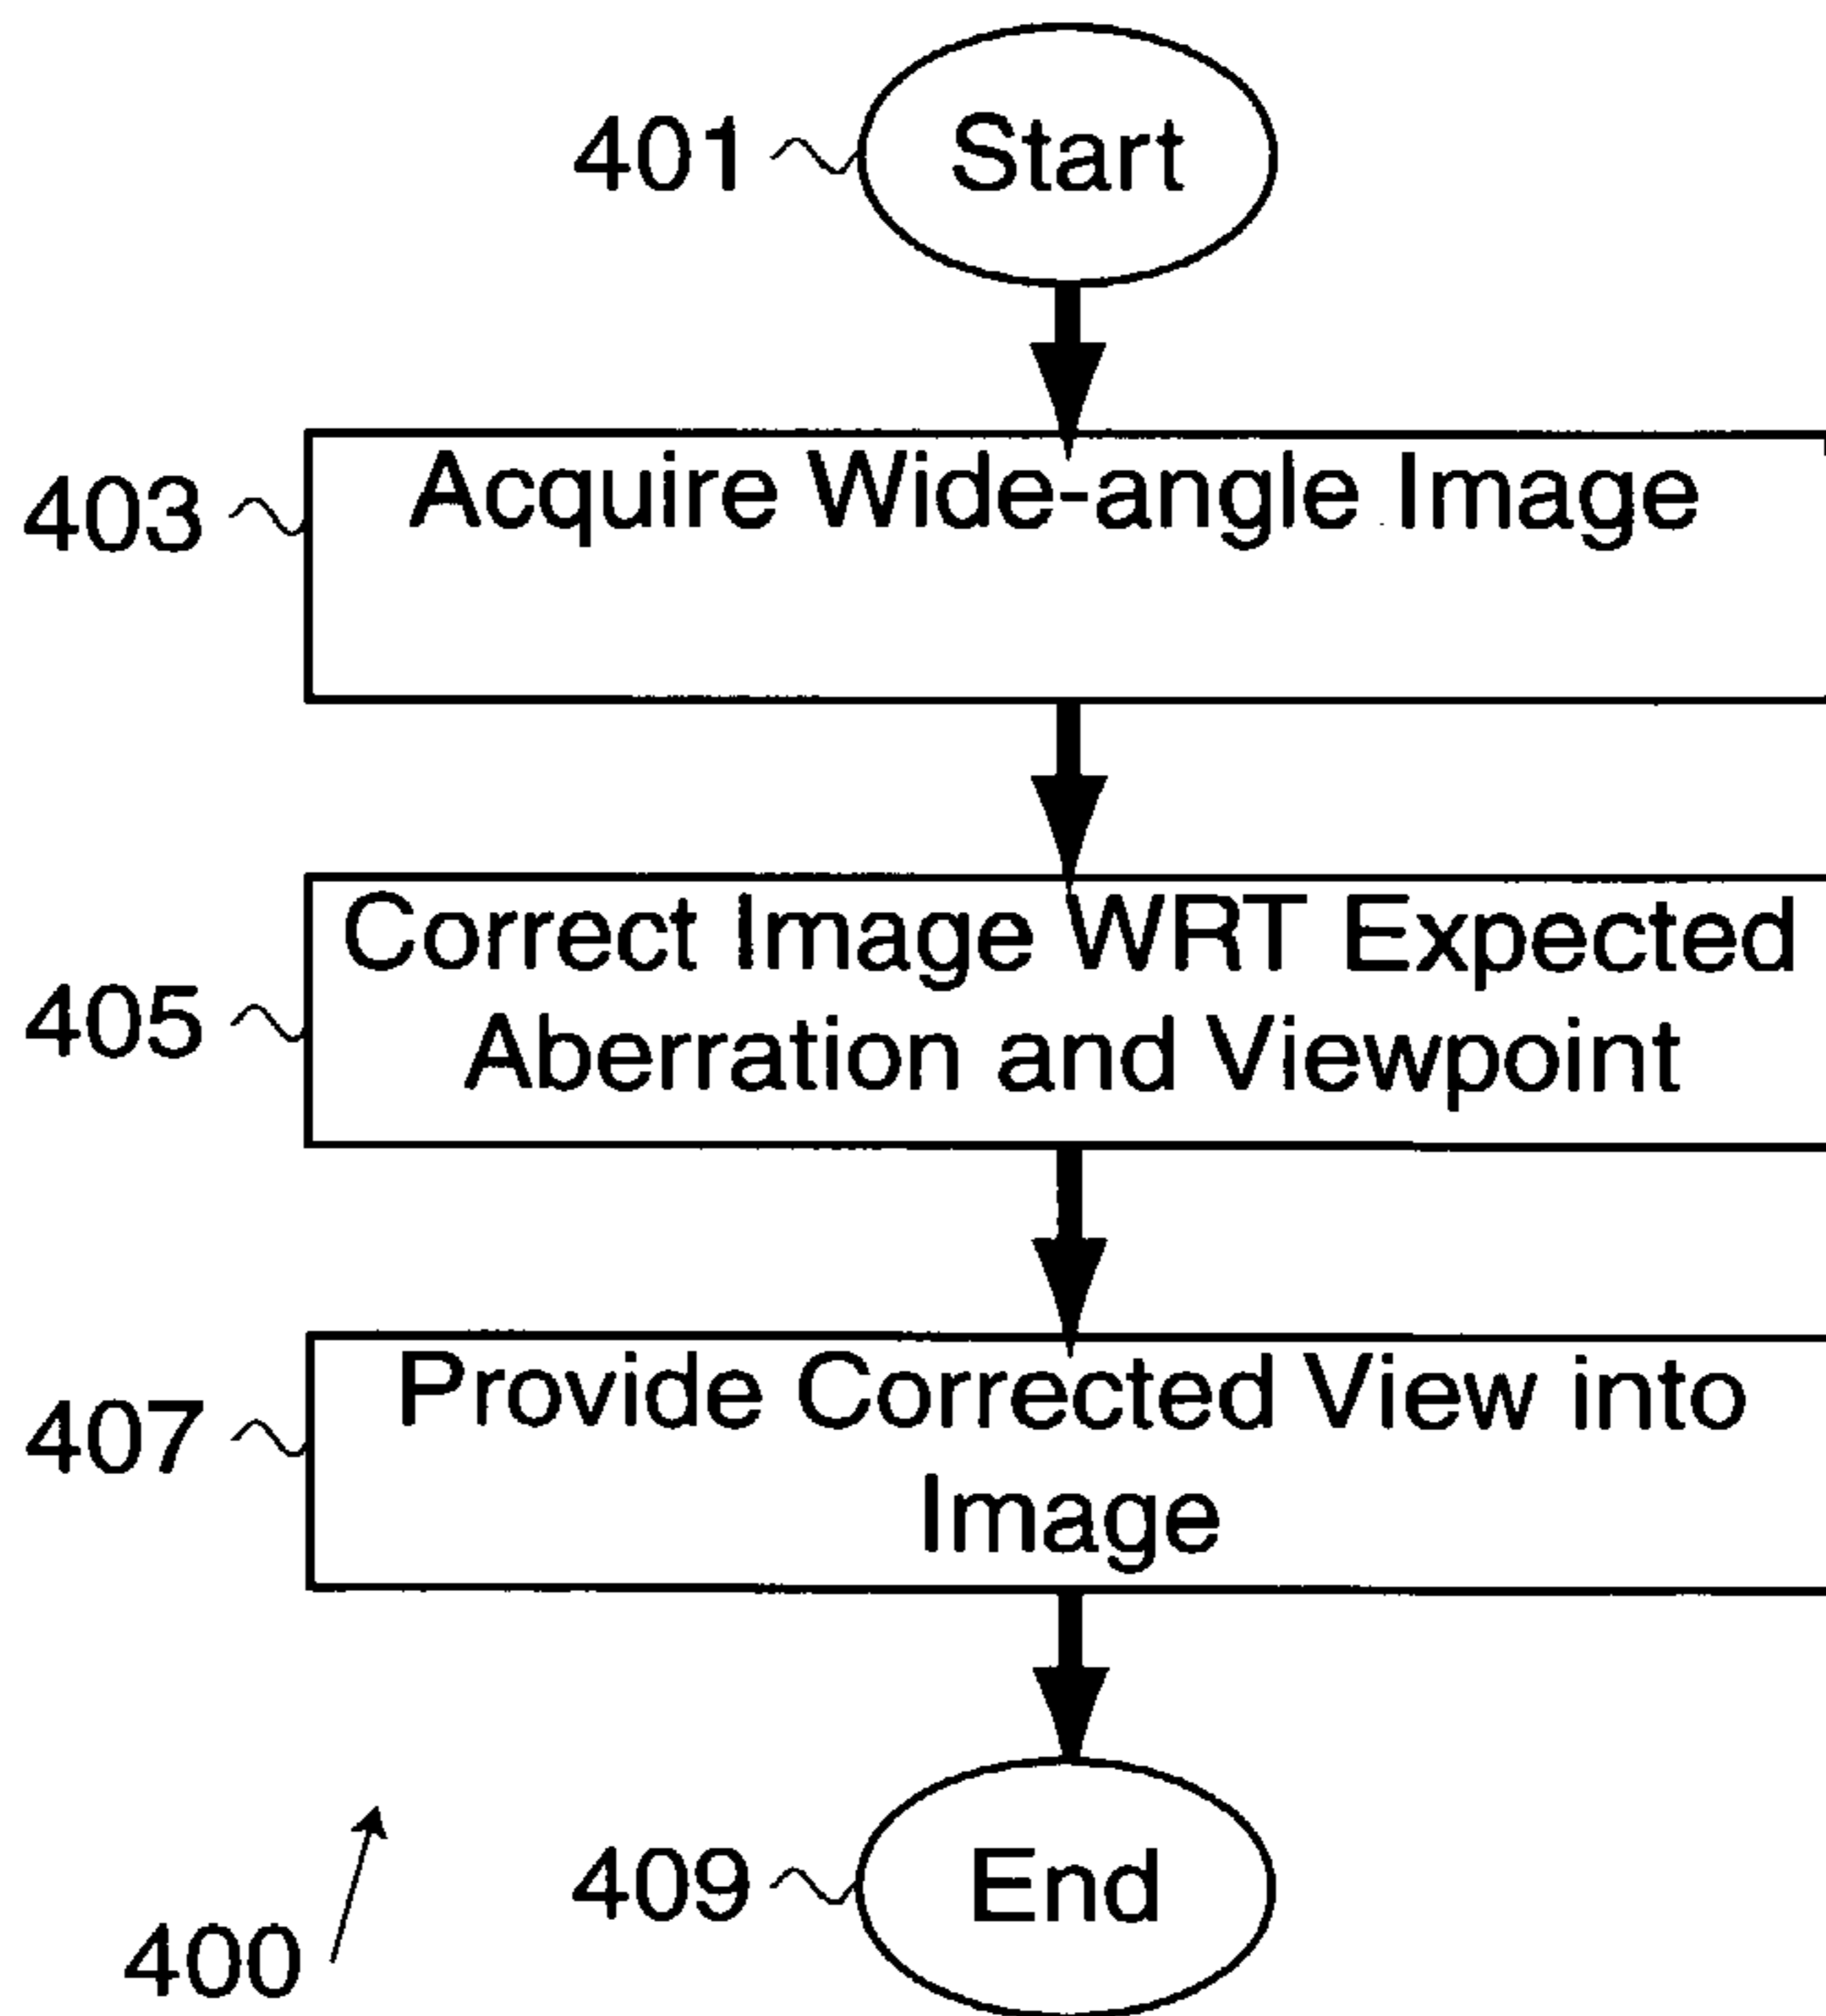 401 Start
403 Acquire Wide-angle Image
Correct Image WRT Expected
405 Aberration and Viewpoint
407 Provide Corrected View into
Image
409 End
400